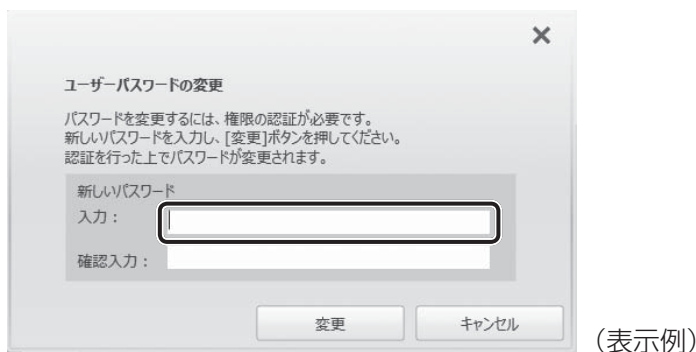 ユーザーパスワードの変更
パスワードを変更するには、権限の認証が必要です。
新しいパスワードを入力し、[変更]ボタンを押してください。
認証を行った上でパスワードが変更されます。
新しいパスワード
入力：
確認入力：
変更 キャンセル
（表示例）